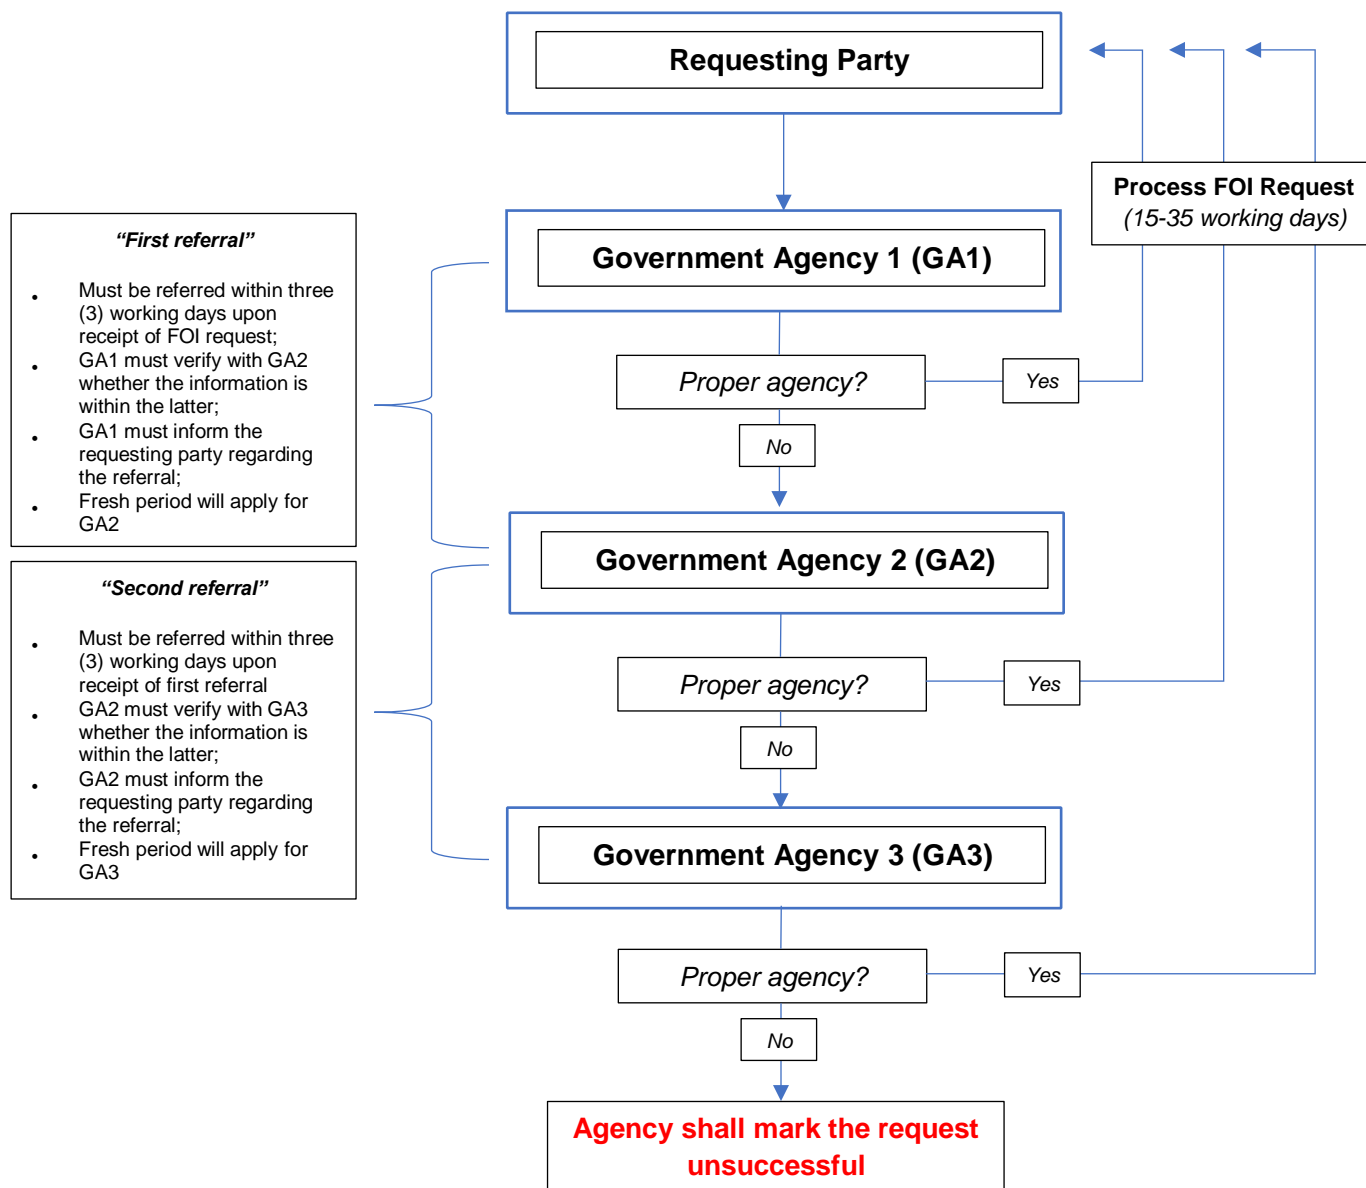 Requesting Party
Process FOI Request
(15-35 working days)
Government Agency 1 (GA1)
“First referral”
• Must be referred within three
(3) working days upon
receipt of FOI request;
• GA1 must verify with GA2
whether the information is
within the latter;
• GA1 must inform the
requesting party regarding
the referral;
• Fresh period will apply for
GA2
Proper agency?
Yes
No
Government Agency 2 (GA2)
“Second referral”
• Must be referred within three
(3) working days upon
receipt of first referral
• GA2 must verify with GA3
whether the information is
within the latter;
• GA2 must inform the
requesting party regarding
the referral;
• Fresh period will apply for
GA3
Proper agency?
Yes
No
Government Agency 3 (GA3)
Proper agency?
Yes
No
Agency shall mark the request
unsuccessful